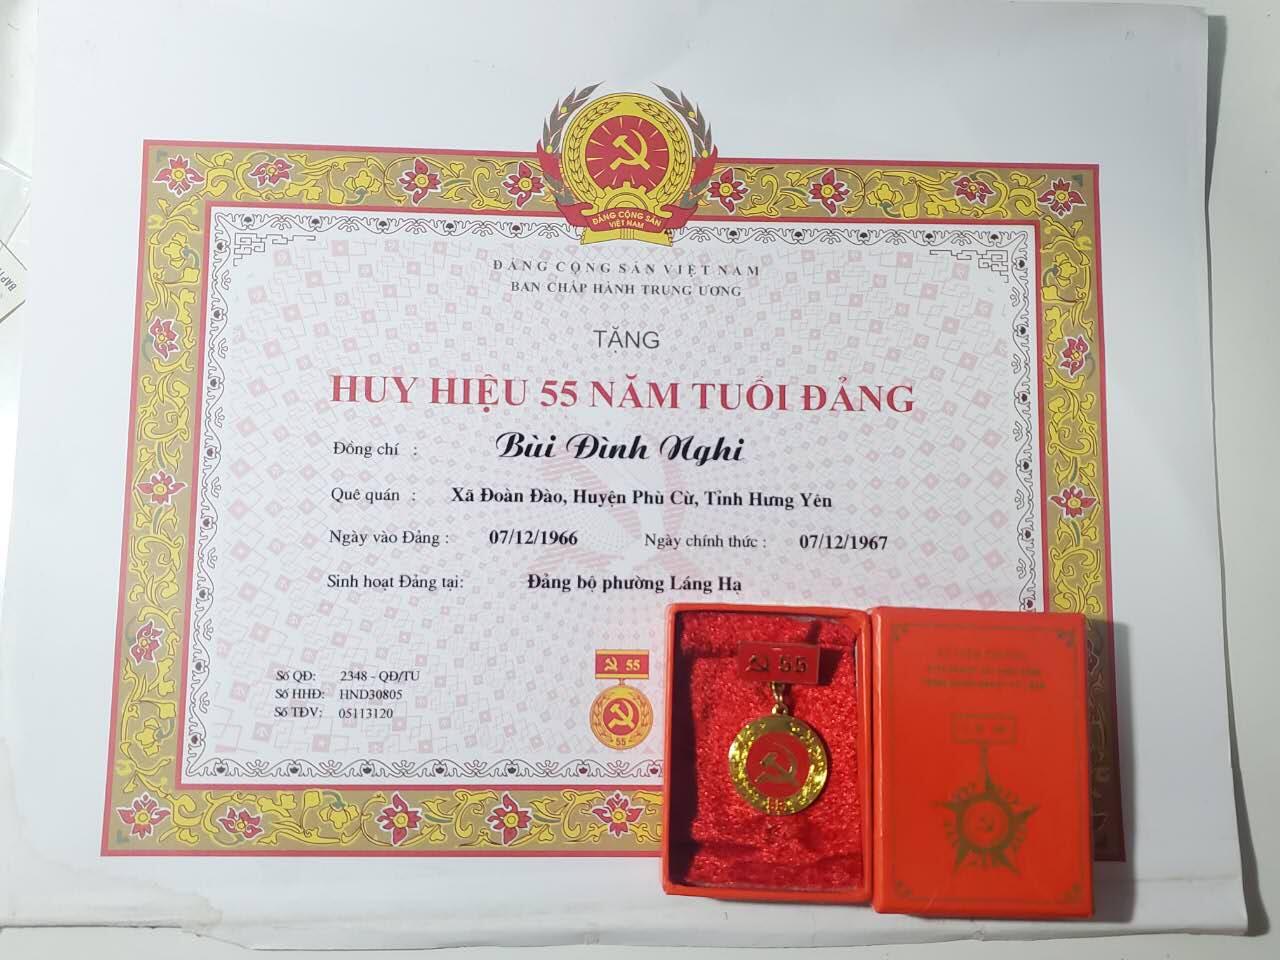 ĐẢNG CỘNG SẢN
VIỆT NAM
ĐẢNG CỘNG SẢN VIỆT NAM
BAN CHẤP HÀNH TRUNG ƯƠNG
TẶNG
HUY HIỆU 55 NĂM TUỔI ĐẢNG
Đồng chí : Bùi Đình Nghi
Quê quán : Xã Đoàn Đào, Huyện Phù Cừ, Tỉnh Hưng Yên
Ngày vào Đảng : 07/12/1966 Ngày chính thức : 07/12/1967
Sinh hoạt Đảng tại: Đảng bộ phường Láng Hạ
Số QĐ: 2348 - QĐ/TU
Số HHĐ: HND30805
Số TĐV: 05113120
55
55
55